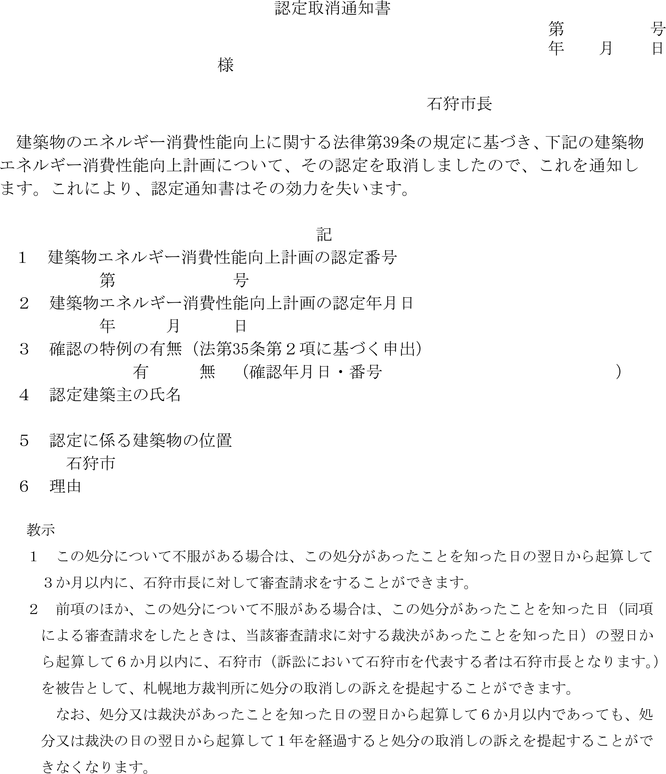 認定取消通知書
第　　　　　号
年　　月　　日
様
石狩市長
建築物のエネルギー消費性能向上に関する法律第39条の規定に基づき、下記の建築物
エネルギー消費性能向上計画について、その認定を取消しましたので、これを通知し
ます。これにより、認定通知書はその効力を失います。
記
１　建築物エネルギー消費性能向上計画の認定番号
第　　　　　　　号
２　建築物エネルギー消費性能向上計画の認定年月日
年　　　月　　　日
３　確認の特例の有無（法第35条第２項に基づく申出）
有　　　無　（確認年月日・番号　　　　　　　　　　　　　　）
４　認定建築主の氏名
５　認定に係る建築物の位置
石狩市
６　理由
教示
１　この処分について不服がある場合は、この処分があったことを知った日の翌日から起算して
３か月以内に、石狩市長に対して審査請求をすることができます。
２　前項のほか、この処分について不服がある場合は、この処分があったことを知った日（同項
による審査請求をしたときは、当該審査請求に対する裁決があったことを知った日）の翌日か
ら起算して６か月以内に、石狩市（訴訟において石狩市を代表する者は石狩市長となります。）
を被告として、札幌地方裁判所に処分の取消しの訴えを提起することができます。
なお、処分又は裁決があったことを知った日の翌日から起算して６か月以内であっても、処
分又は裁決の日の翌日から起算して１年を経過すると処分の取消しの訴えを提起することがで
きなくなります。